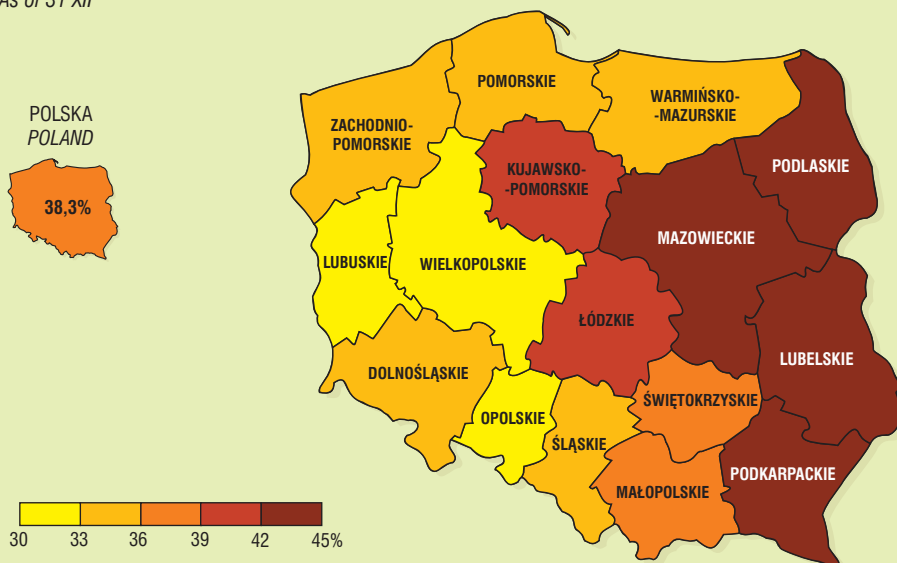 As of 31 XII
POLSKA
POLAND
38,3%
POMORSKIE
WARMIŃSKO-
-MAZURSKIE
ZACHODNIO-
POMORSKIE
PODLASKIE
KUJAWSKO-
-POMORSKIE
MAZOWIECKIE
LUBUSKIE
WIELKOPOLSKIE
ŁÓDZKIE
LUBELSKIE
DOLNOŚLĄSKIE
ŚWIĘTOKRZYSKIE
OPOLSKIE
ŚLĄSKIE
PODKARPACKIE
MAŁOPOLSKIE
30 33 36 39 42 45%